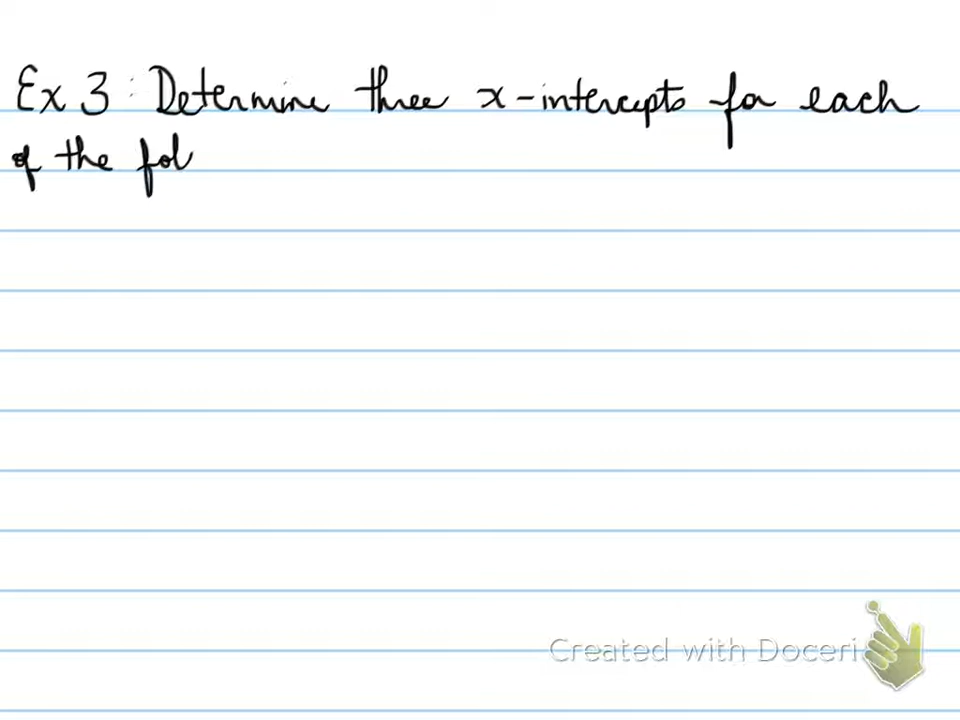 Ex 3 : Determine three x-intercepts for each
of the fol
Created with Doceri